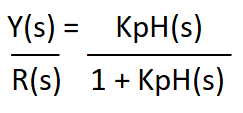 Y(s) = KpH(s)
R(s) 1 + KpH(s)